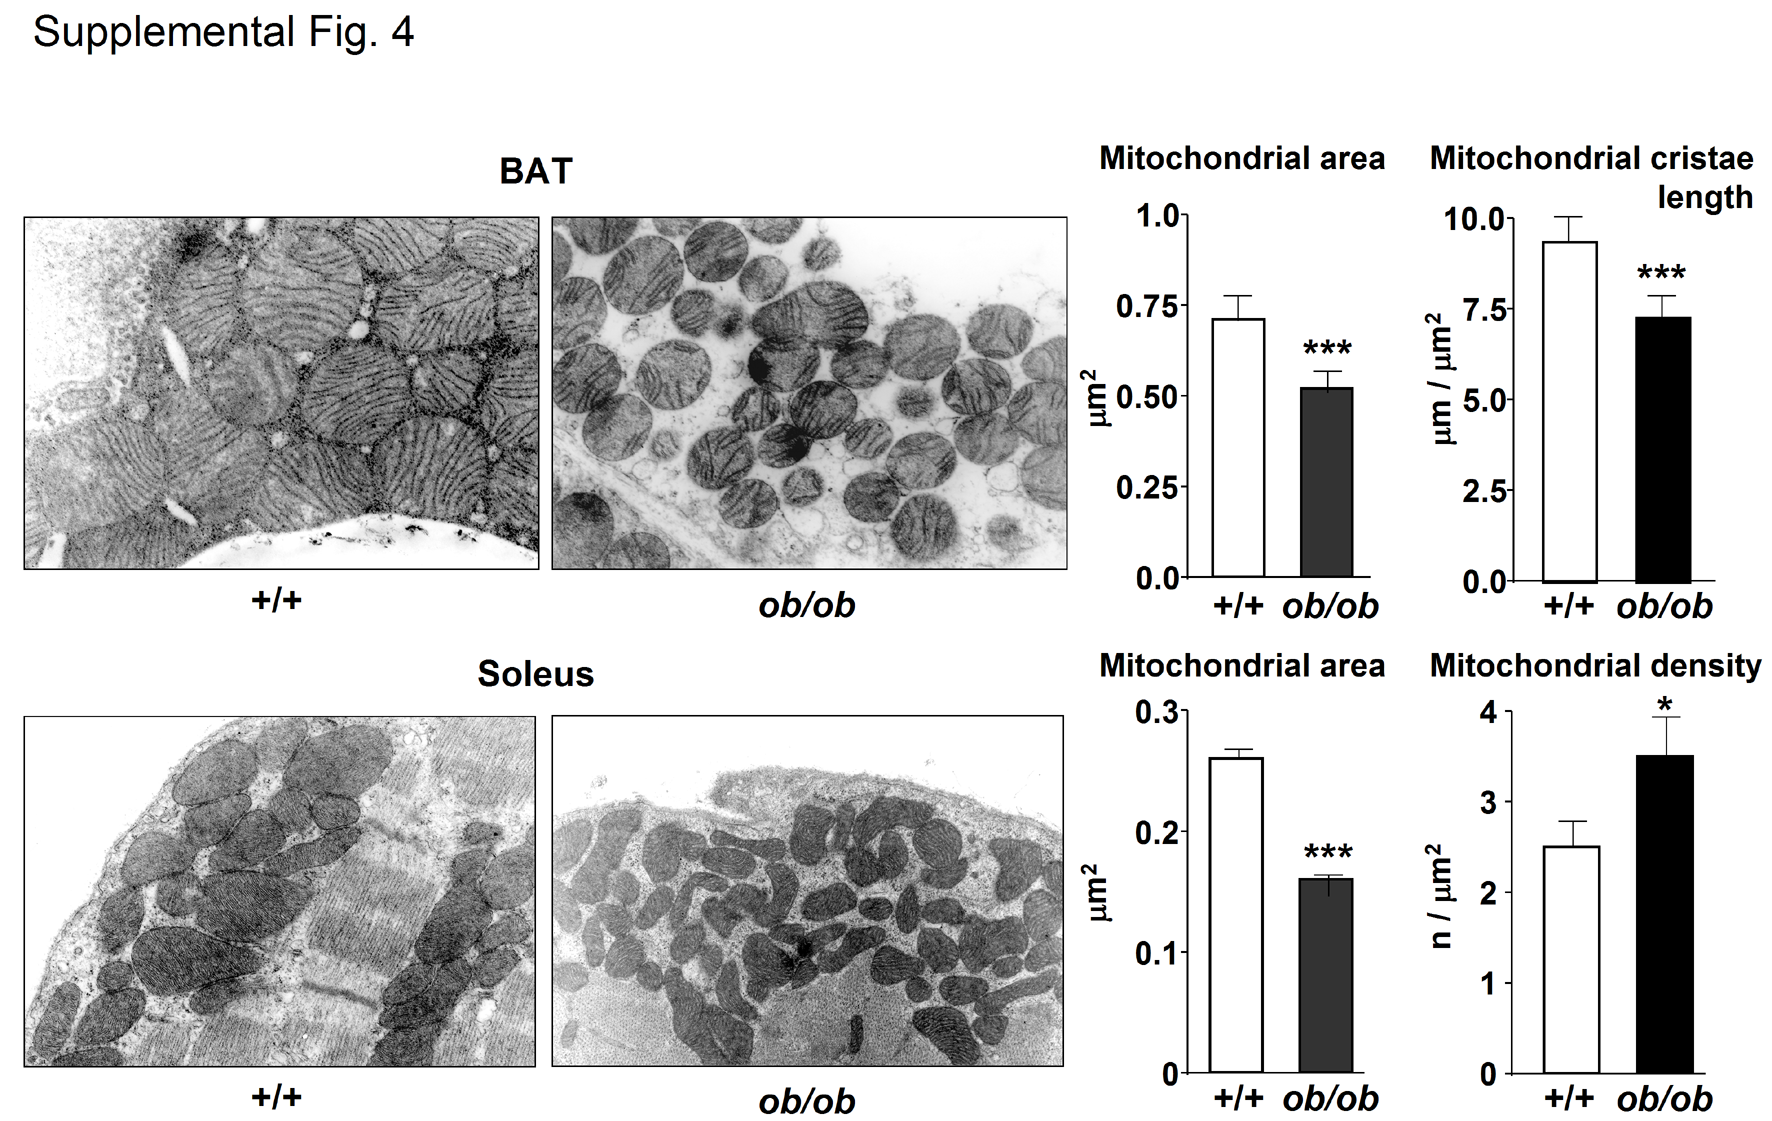 Supplemental Fig. 4
BAT
+/+
ob/ob
Mitochondrial area
1.0
0.75
0.50
0.25
0.0
μm²
***
+/+ ob/ob
Mitochondrial cristae
length
10.0
7.5
5.0
2.5
0.0
μm / μm²
***
+/+ ob/ob
Soleus
+/+
ob/ob
Mitochondrial area
0.3
0.2
0.1
0
μm²
***
+/+ ob/ob
Mitochondrial density
4
3
2
1
0
n / μm²
*
+/+ ob/ob